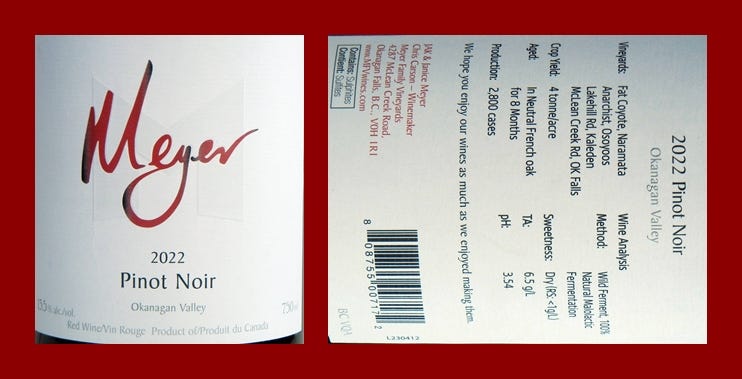 Meyer
2022
Pinot Noir
Okanagan Valley
13.5% alc./vol.
750 ml
Red Wine/Vin Rouge Product of/Produit du Canada
2022 Pinot Noir
Okanagan Valley
Vineyards: Fat Coyote, Naramata
Anarchist, Osoyoos
Lakehill Rd, Kaleden
McLean Creek Rd, OK Falls
Crop Yield: 4 tonne/acre
Aged: In Neutral French oak
for 8 Months
Production: 2,800 cases
Wine Analysis
Method: Wild Ferment, 100%
Natural Malolactic
Fermentation
Sweetness: Dry (RS: <1g/L)
TA: 6.5 g/L
pH: 3.54
We hope you enjoy our wines as much as we enjoyed making them.
JAK & Janice Meyer
Chris Carson – Winemaker
Meyer Family Vineyards
4287 McLean Creek Road,
Okanagan Falls, B.C., V0H 1R1
www.MFVwines.com
Contains: Sulphites
Contient: Sulfites
8 08755 00717 2
BC VQA
L230412